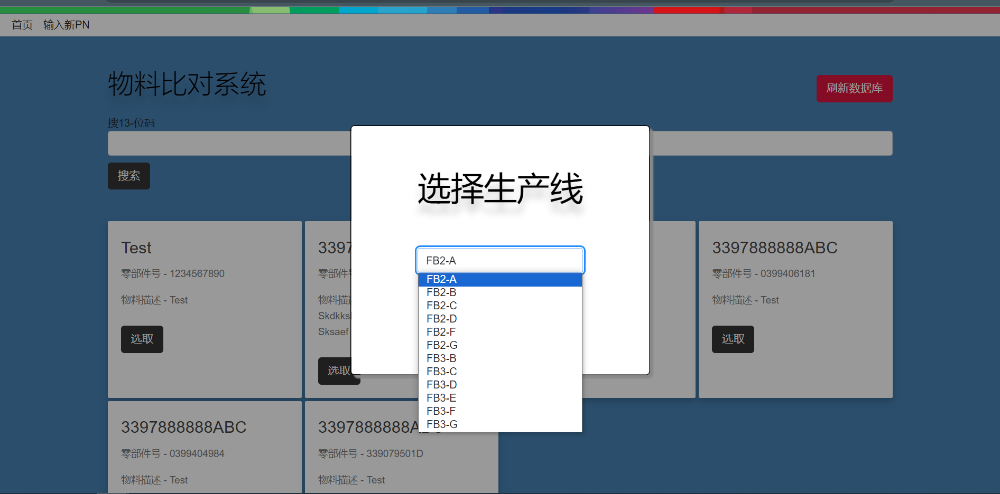 首页 输入新PN
物料比对系统
刷新数据库
搜13-位码
搜索
选择生产线
FB2-A
FB2-A
FB2-B
FB2-C
FB2-D
FB2-F
FB2-G
FB3-B
FB3-C
FB3-D
FB3-E
FB3-F
FB3-G
Test
零部件号 - 1234567890
物料描述 - Test
选取
3397
零部件号
物料描述
Skdkks
Sksaef
选取
3397888888ABC
零部件号 - 0399406181
物料描述 - Test
选取
3397888888ABC
零部件号 - 0399404984
物料描述 - Test
3397888888ABC
零部件号 - 339079501D
物料描述 - Test